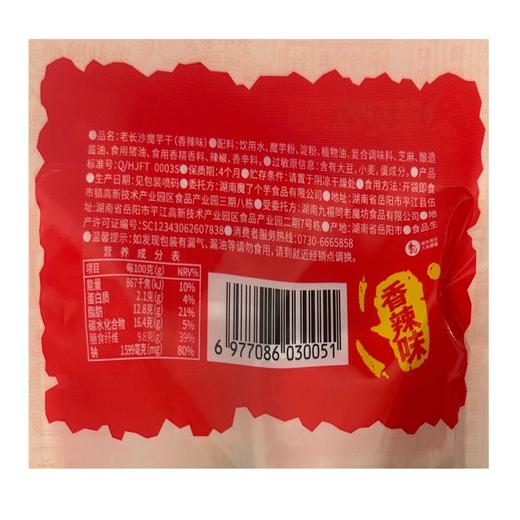 ●品名：老长沙魔芋干(香辣味)●配料：饮用水、魔芋粉、淀粉、植物油、复合调味料、芝麻、酿造
酱油、食用猪油、食用香精香料、辣椒、香辛料。●过敏原信息：含有大豆、小麦、蛋成分。●产品
标准号：Q/HJFT 0003S●保质期：4个月●贮存条件：请置于阴凉干燥处●食用方法：开袋即食
●生产日期：见包装喷码●委托方：湖南魔了个芋食品有限公司●地址：湖南省岳阳市平江县伍
市镇高新技术产业园区食品产业园三期八栋●受委托方：湖南九福同老魔坊食品有限公司●地
址：湖南省岳阳市平江高新技术产业园区食品产业园二期7号栋●产地：湖南省岳阳市●食品生
产许可证编号：SC12343062607838●消费者服务热线：0730-6665858
●温馨提示：如发现包装有漏气、漏油等请勿食用，请到就近经销点调换。
营养成分表
项目 每100克(g) NRV%
能量 867千焦(kJ) 10%
蛋白质 2.1克(g) 4%
脂肪 12.8克(g) 21%
碳水化合物 16.4克(g) 5%
膳食纤维 9.8克(g) 39%
钠 1599毫克(mg) 80%
6 977086 030051
香辣味